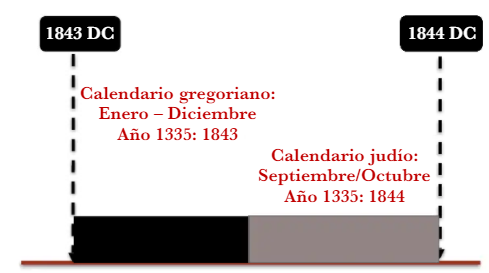 1843 DC
1844 DC
Calendario gregoriano:
Enero – Diciembre
Año 1335: 1843
Calendario judío:
Septiembre/Octubre
Año 1335: 1844